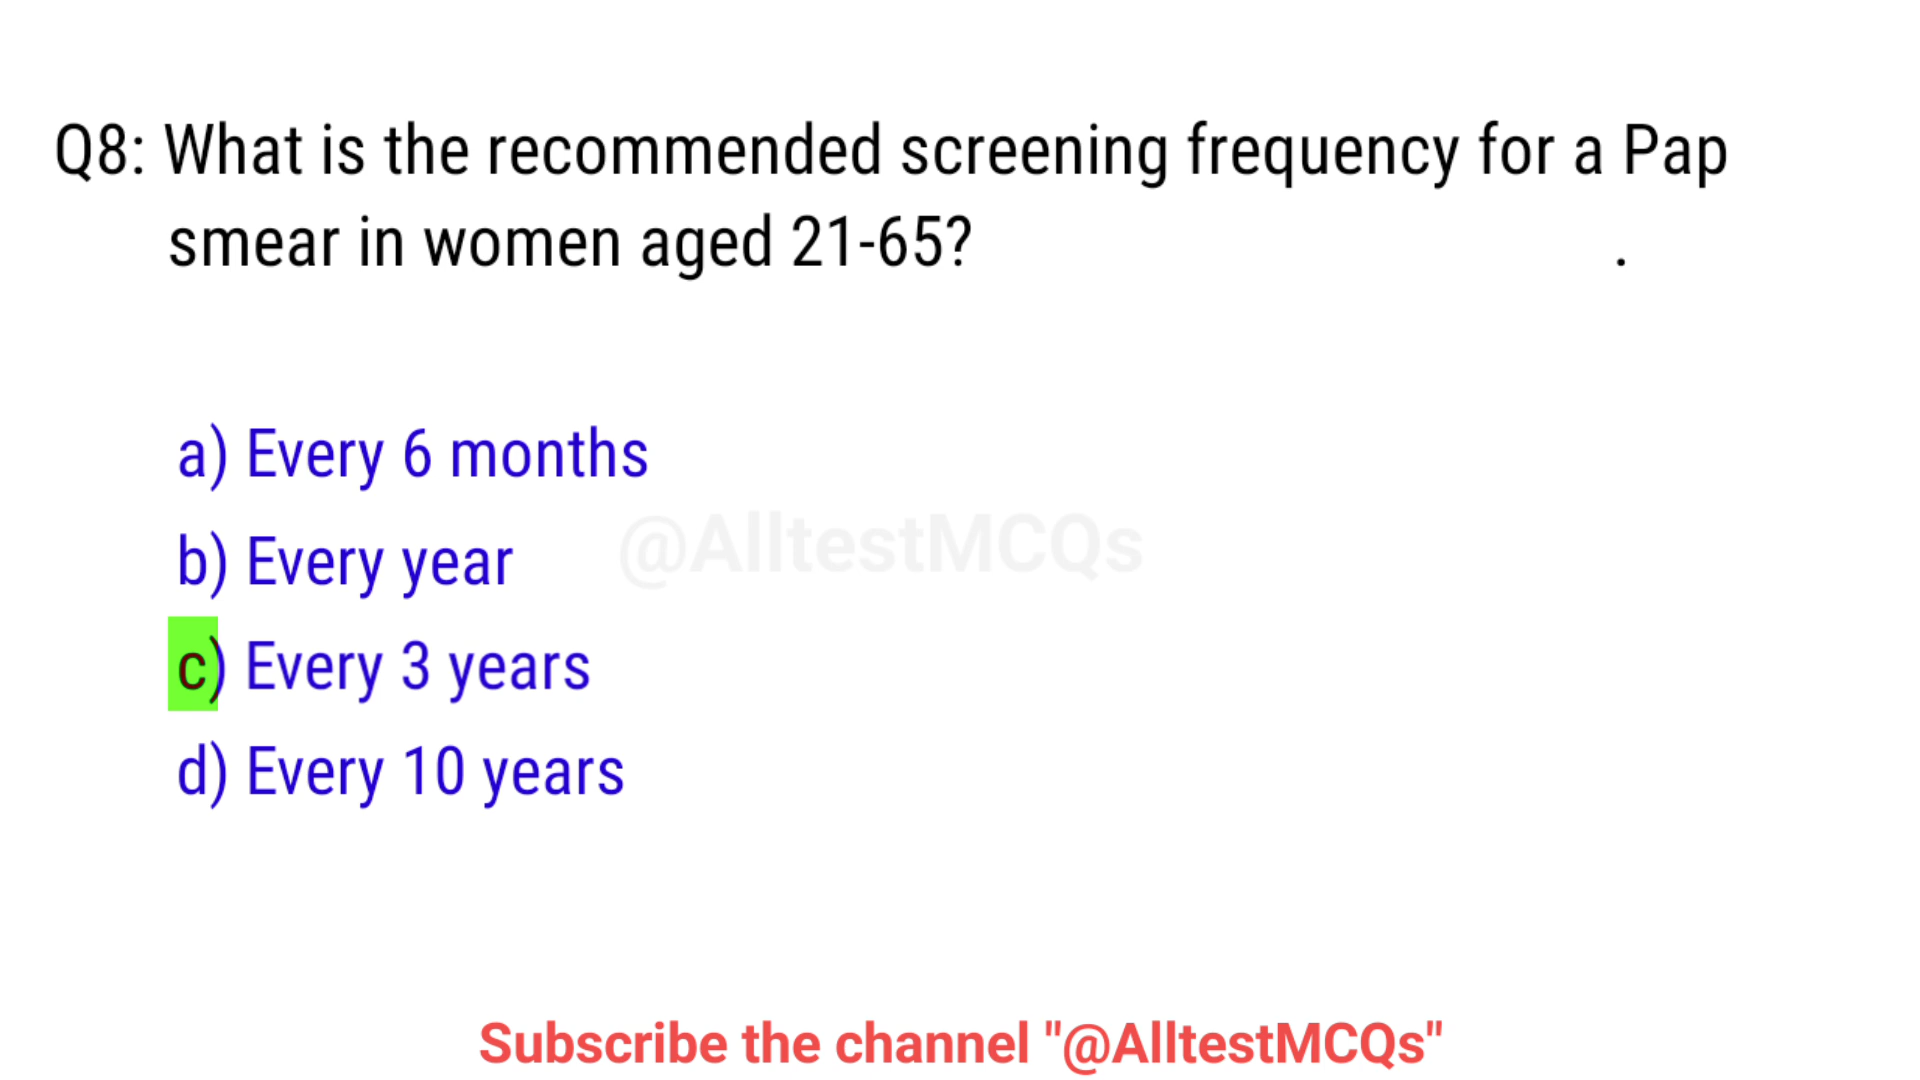 Q8: What is the recommended screening frequency for a Pap
smear in women aged 21-65? .
a) Every 6 months
@AlltestMCQs
b) Every year
c) Every 3 years
d) Every 10 years
Subscribe the channel "@AlltestMCQs"